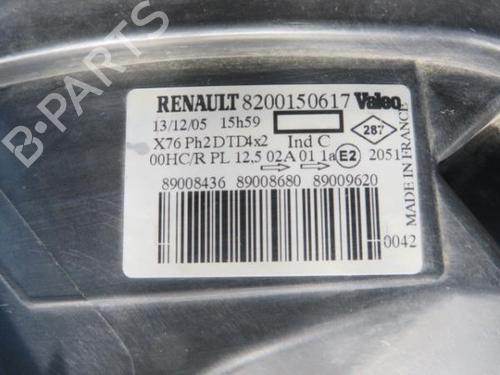 RENAULT 8200150617 Valeo
13/12/05 15h59 287
X76 Ph2 DTD4x2 Ind C
00HC/R PL 12,5 02A 01 1a E2 2051
MADE IN FRANCE
89008436 89008680 89009620
0042
B-PARTS